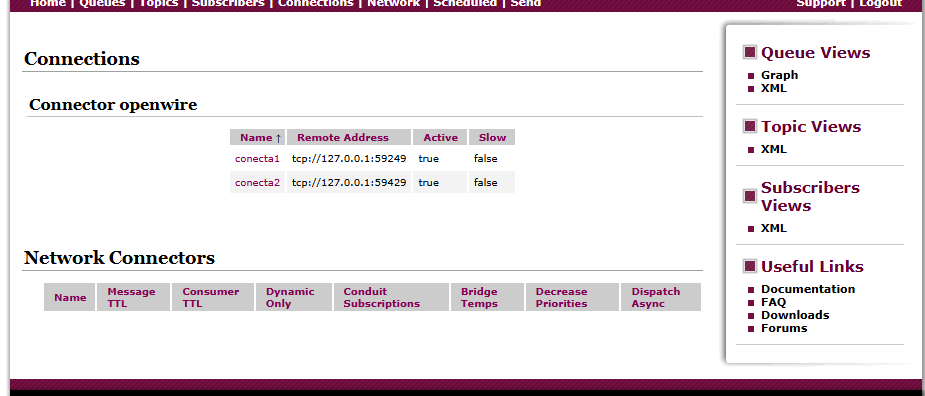 Home | Queues | Topics | Subscribers | Connections | Network | Scheduled | Send
Support | Logout
Connections
Connector openwire
Name ↑ Remote Address Active Slow
conecta1 tcp://127.0.0.1:59249 true false
conecta2 tcp://127.0.0.1:59429 true false
Network Connectors
Name Message TTL Consumer TTL Dynamic Only Conduit Subscriptions Bridge Temps Decrease Priorities Dispatch Async
Queue Views
Graph
XML
Topic Views
XML
Subscribers
Views
XML
Useful Links
Documentation
FAQ
Downloads
Forums